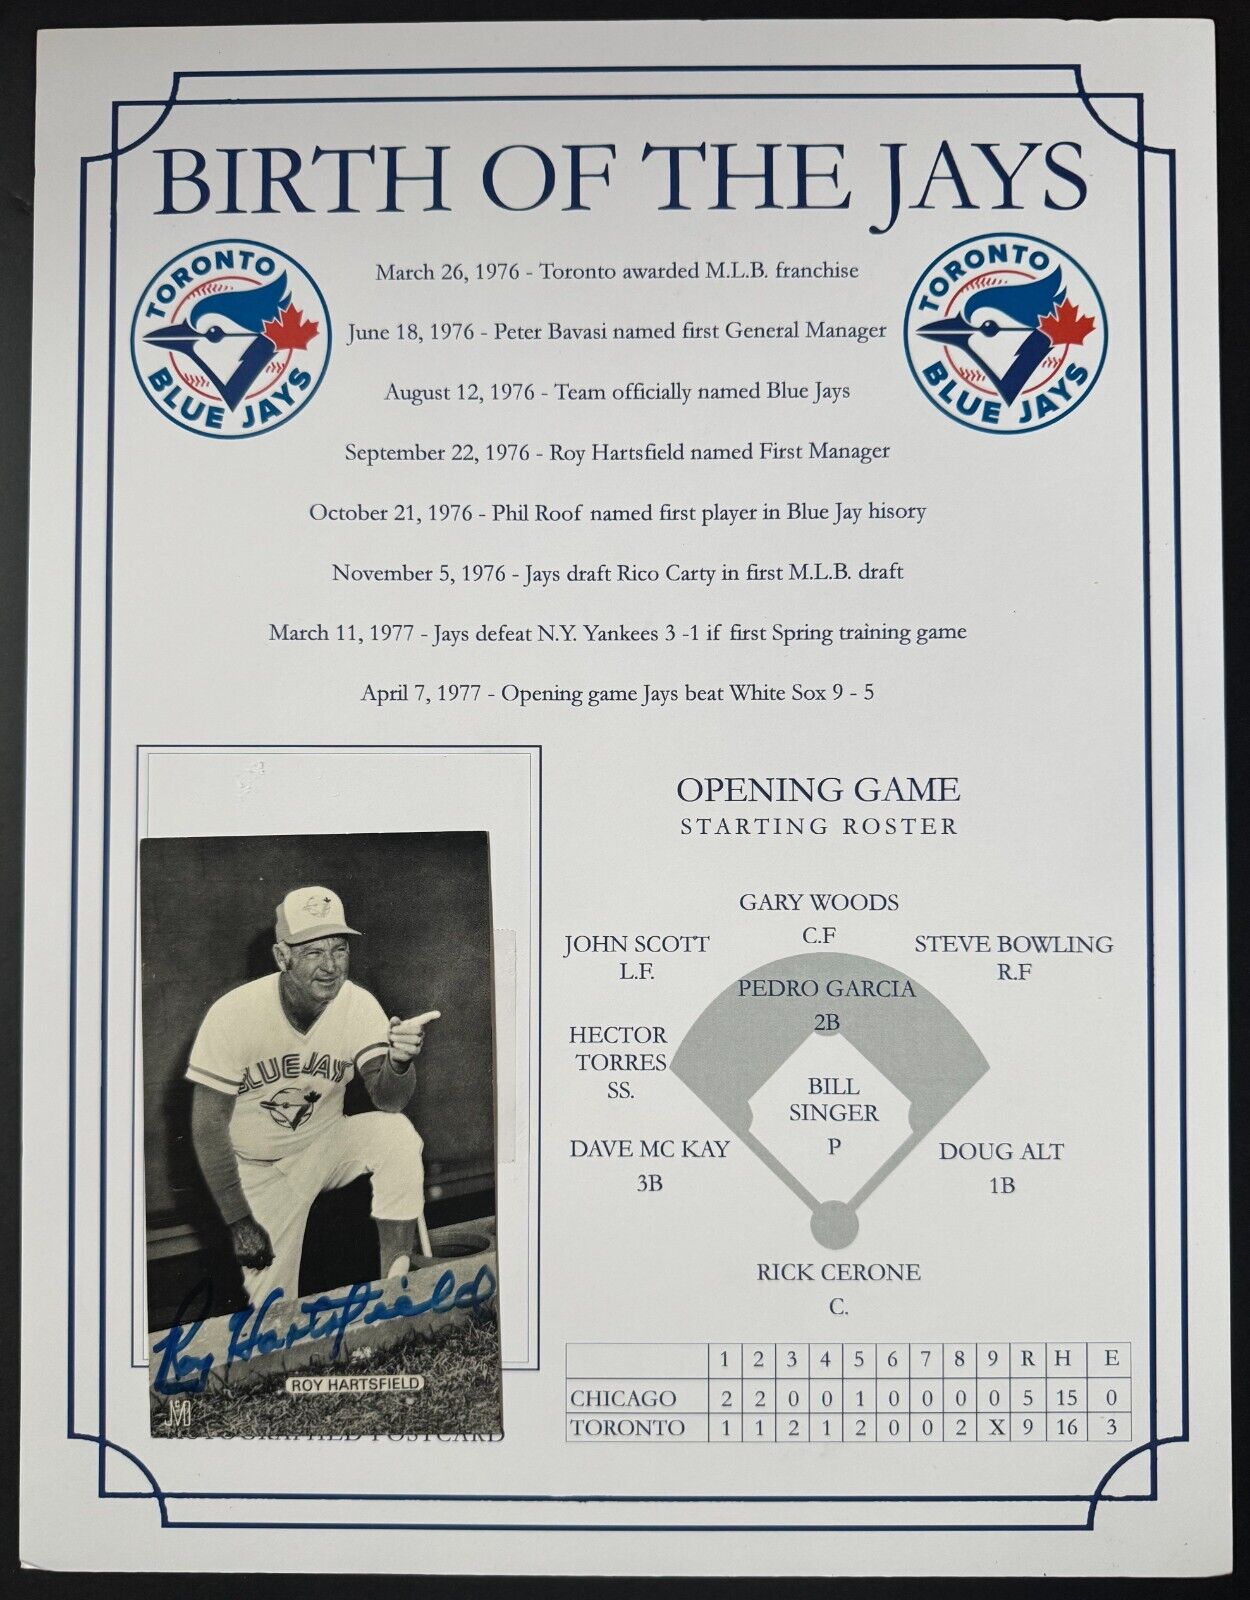 BIRTH OF THE JAYS
TORONTO
BLUE JAYS
TORONTO
BLUE JAYS
March 26, 1976 - Toronto awarded M.L.B. franchise
June 18, 1976 - Peter Bavasi named first General Manager
August 12, 1976 - Team officially named Blue Jays
September 22, 1976 - Roy Hartsfield named First Manager
October 21, 1976 - Phil Roof named first player in Blue Jay hisory
November 5, 1976 - Jays draft Rico Carty in first M.L.B. draft
March 11, 1977 - Jays defeat N.Y. Yankees 3 -1 if first Spring training game
April 7, 1977 - Opening game Jays beat White Sox 9 - 5
BLUE JAYS
Roy Hartsfield
ROY HARTSFIELD
AUTOGRAPHED POSTCARD
OPENING GAME
STARTING ROSTER
GARY WOODS
C.F
JOHN SCOTT
L.F.
STEVE BOWLING
R.F
PEDRO GARCIA
2B
HECTOR
TORRES
SS.
BILL
SINGER
P
DAVE MC KAY
3B
DOUG ALT
1B
RICK CERONE
C.
1 2 3 4 5 6 7 8 9 R H E
CHICAGO 2 2 0 0 1 0 0 0 0 5 15 0
TORONTO 1 1 2 1 2 0 0 2 X 9 16 3